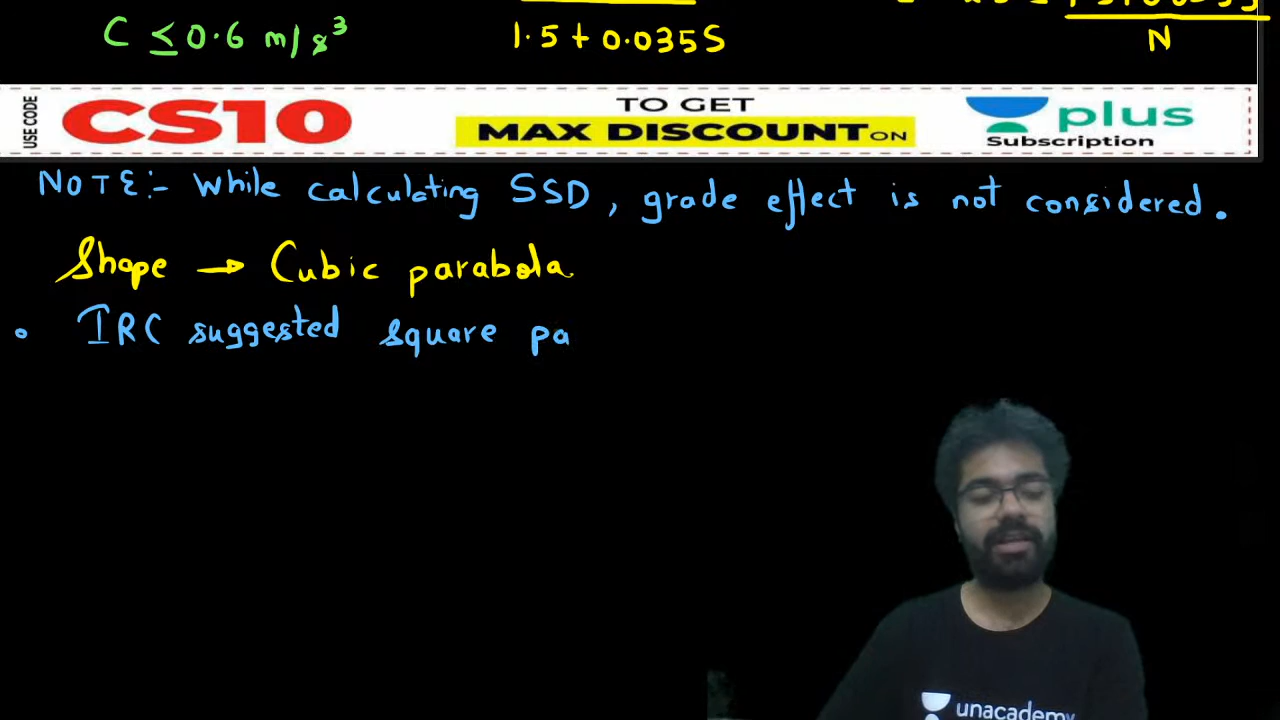 C ≤ 0.6 m/s³
1.5 + 0.035S
N
USE CODE
CS10
TO GET
MAX DISCOUNT ON
plus
Subscription
NOTE:- While calculating SSD, grade effect is not considered.
Shape → Cubic parabola
• IRC suggested square pa
unacademy